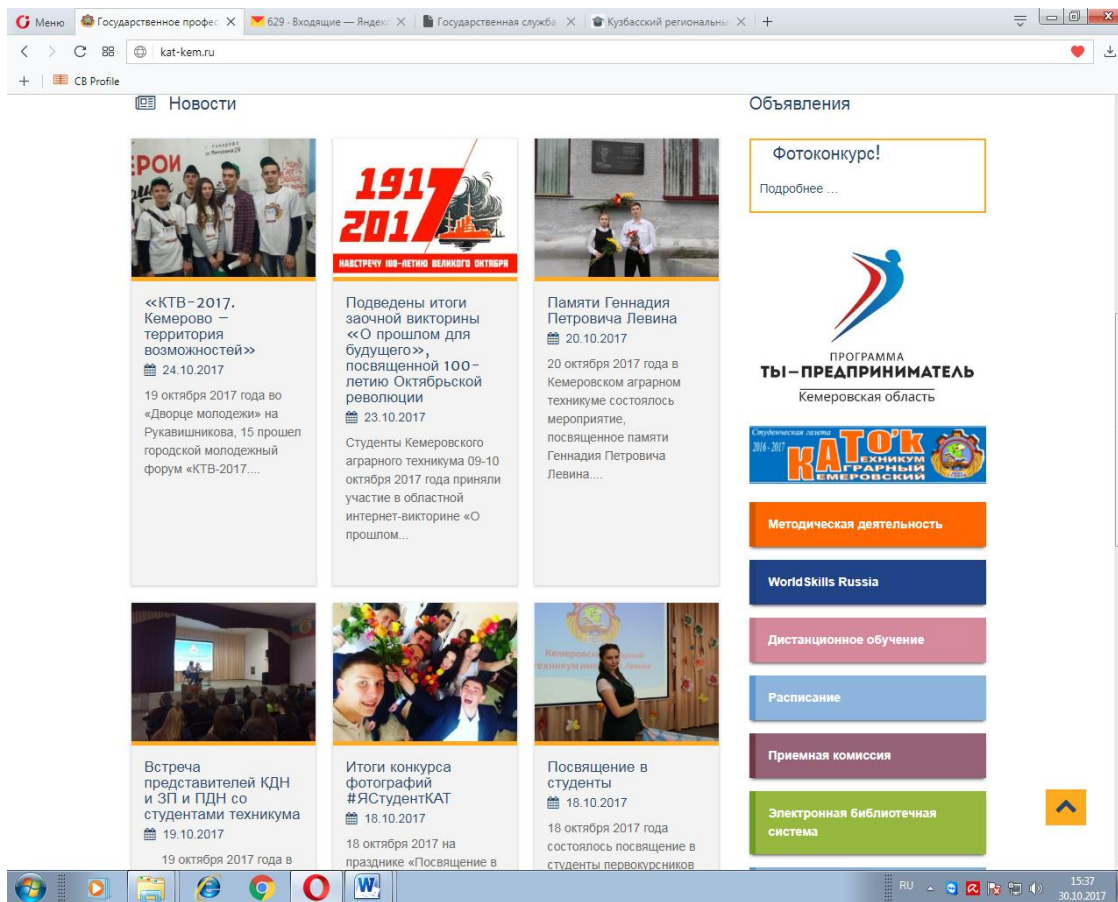 Меню
Государственное профес
629 · Входящие — Яндекс
Государственная служба
Кузбасский региональны
kat-kem.ru
CB Profile
Новости
«КТВ-2017.
Кемерово –
территория
возможностей»
24.10.2017
19 октября 2017 года во
«Дворце молодежи» на
Рукавишникова, 15 прошел
городской молодежный
форум «КТВ-2017....
1917
2017
НАВСТРЕЧУ 100-ЛЕТИЮ ВЕЛИКОГО ОКТЯБРЯ
Подведены итоги
заочной викторины
«О прошлом для
будущего»,
посвященной 100-
летию Октябрьской
революции
23.10.2017
Студенты Кемеровского
аграрного техникума 09-10
октября 2017 года приняли
участие в областной
интернет-викторине «О
прошлом...
Памяти Геннадия
Петровича Левина
20.10.2017
20 октября 2017 года в
Кемеровском аграрном
техникуме состоялось
мероприятие,
посвященное памяти
Геннадия Петровича
Левина....
Встреча
представителей КДН
и ЗП и ПДН со
студентами техникума
19.10.2017
19 октября 2017 года в
Итоги конкурса
фотографий
#ЯСтудентКАТ
18.10.2017
18 октября 2017 на
празднике «Посвящение в
Посвящение в
студенты
18.10.2017
18 октября 2017 года
состоялось посвящение в
студенты первокурсников
Объявления
Фотоконкурс!
Подробнее ...
ПРОГРАММА
ТЫ–ПРЕДПРИНИМАТЕЛЬ
Кемеровская область
Студенческая газета
2016 - 2017
КАТО'К
ТЕХНИКУМ
АГРАРНЫЙ
КЕМЕРОВСКИЙ
Методическая деятельность
WorldSkills Russia
Дистанционное обучение
Расписание
Приемная комиссия
Электронная библиотечная
система
RU
15:37
30.10.2017